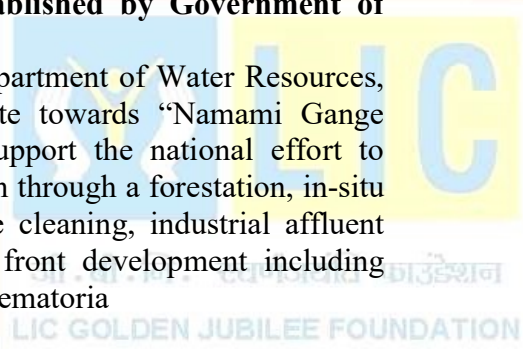 ablished by Government of
partment of Water Resources,
te towards “Namami Gange
upport the national effort to
n through a forestation, in-situ
e cleaning, industrial affluent
front development including
ematoria
LIC
LIC GOLDEN JUBILEE FOUNDATION